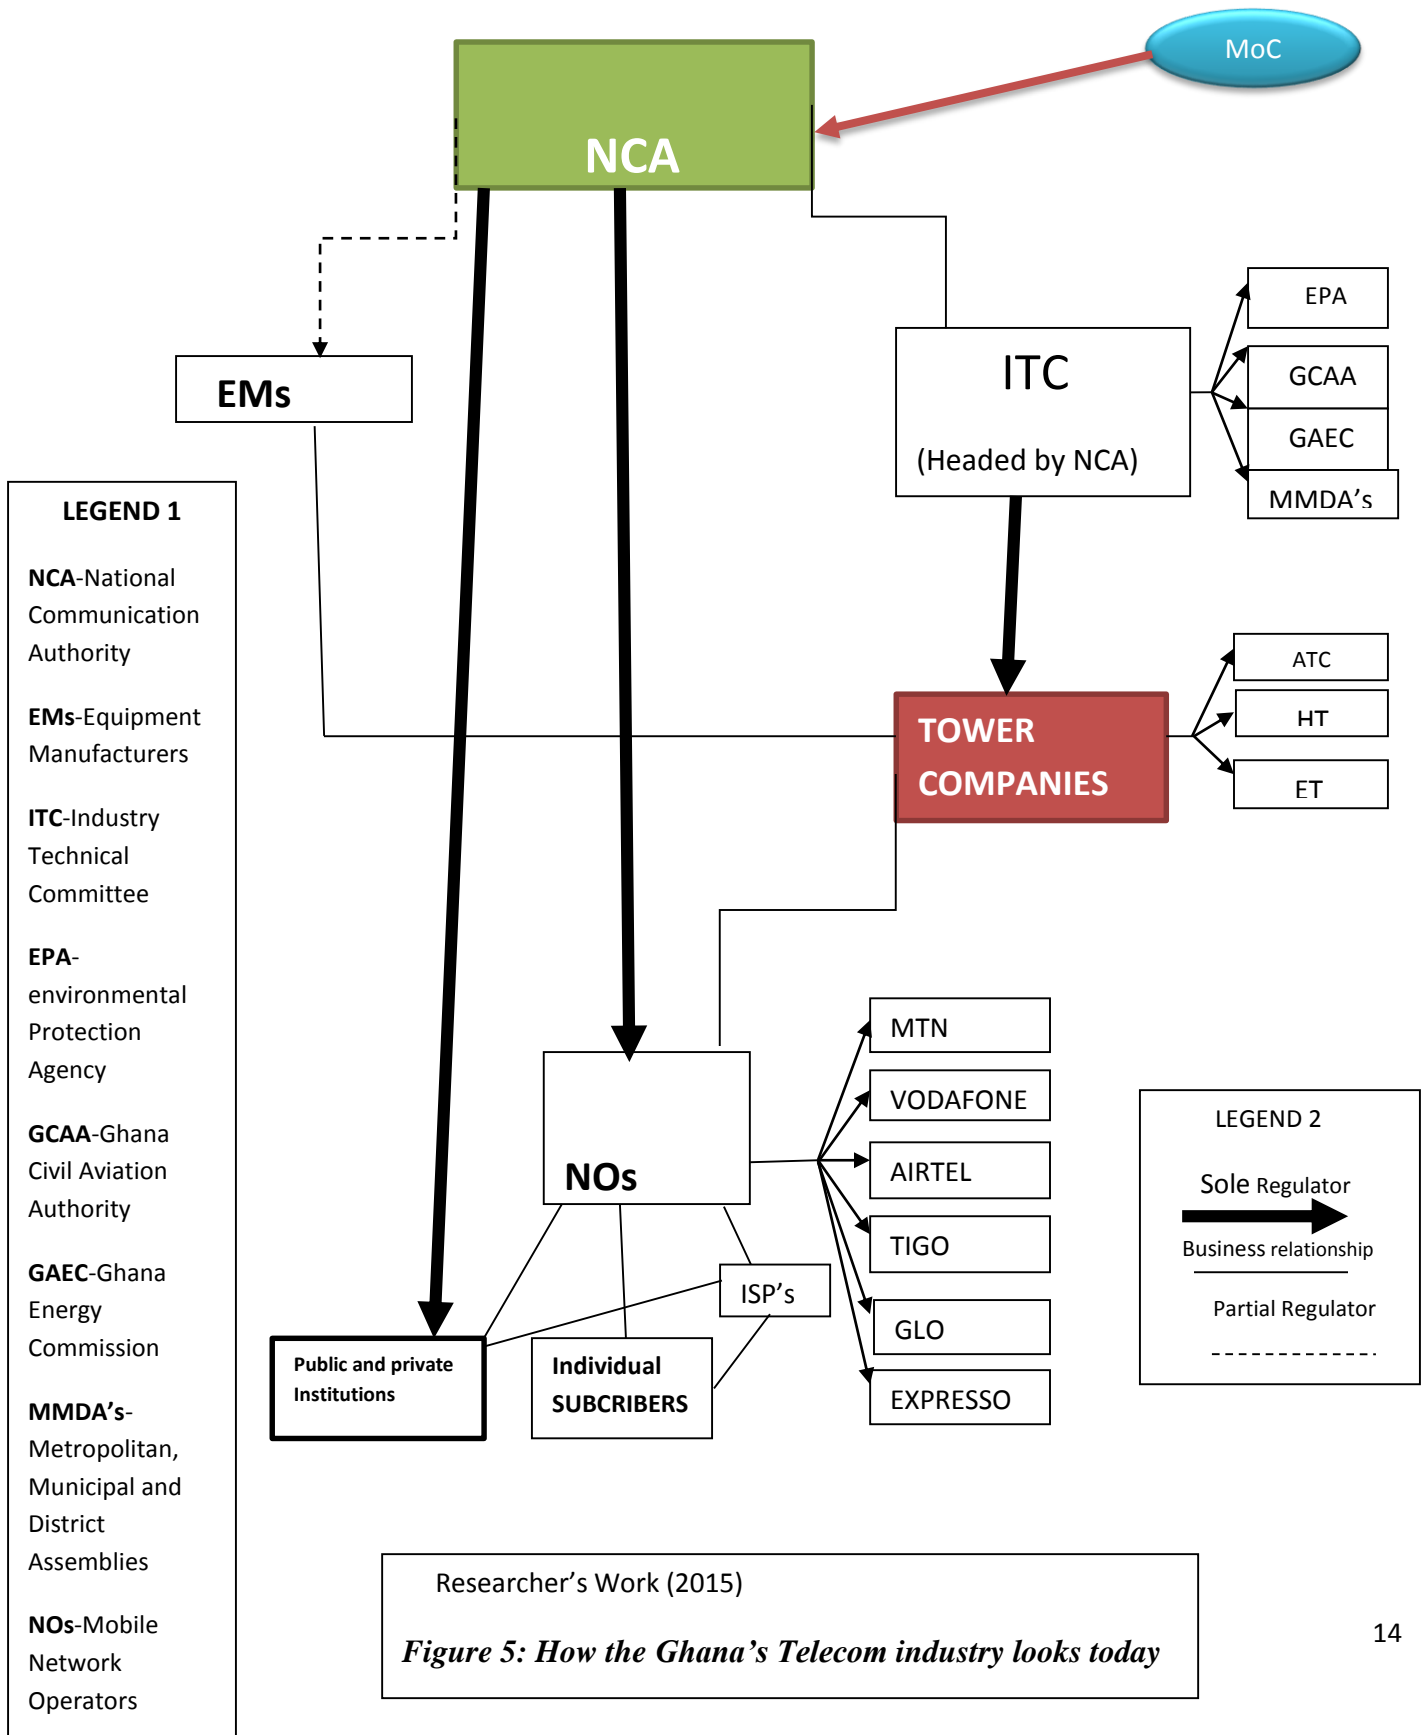 MoC
NCA
EPA
ITC
GCAA
EMs
GAEC
(Headed by NCA)
MMDA's
LEGEND 1
NCA-National
Communication
Authority
EMs-Equipment
Manufacturers
ITC-Industry
Technical
Committee
EPA-
environmental
Protection
Agency
GCAA-Ghana
Civil Aviation
Authority
GAEC-Ghana
Energy
Commission
MMDA's-
Metropolitan,
Municipal and
District
Assemblies
NOs-Mobile
Network
Operators
ATC
TOWER
COMPANIES
HT
ET
MTN
VODAFONE
NOs
AIRTEL
TIGO
ISP's
GLO
EXPRESSO
Public and private
Institutions
Individual
SUBCRIBERS
LEGEND 2
Sole Regulator
Business relationship
Partial Regulator
Researcher's Work (2015)
Figure 5: How the Ghana's Telecom industry looks today
14